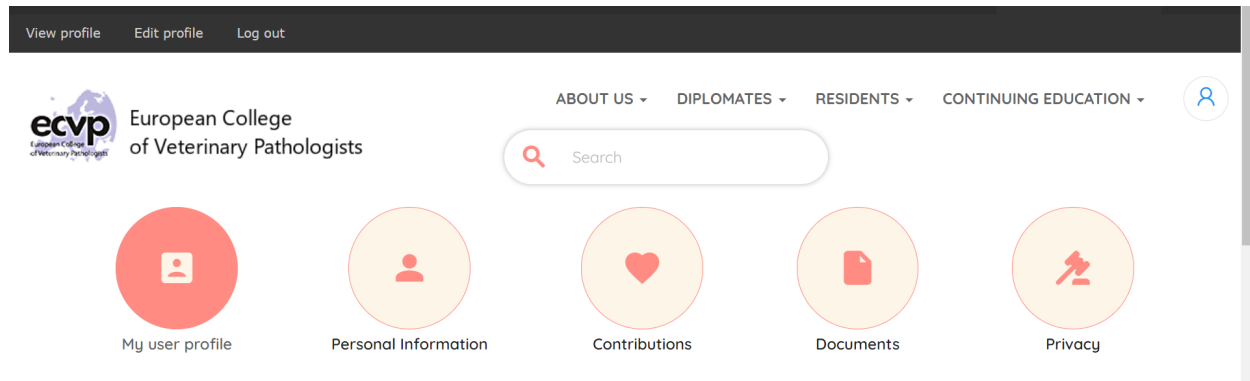 View profile Edit profile Log out
ecvp
European College
of Veterinary Pathologists
European College
of Veterinary Pathologists
ABOUT US DIPLOMATES RESIDENTS CONTINUING EDUCATION
Search
My user profile Personal Information Contributions Documents Privacy